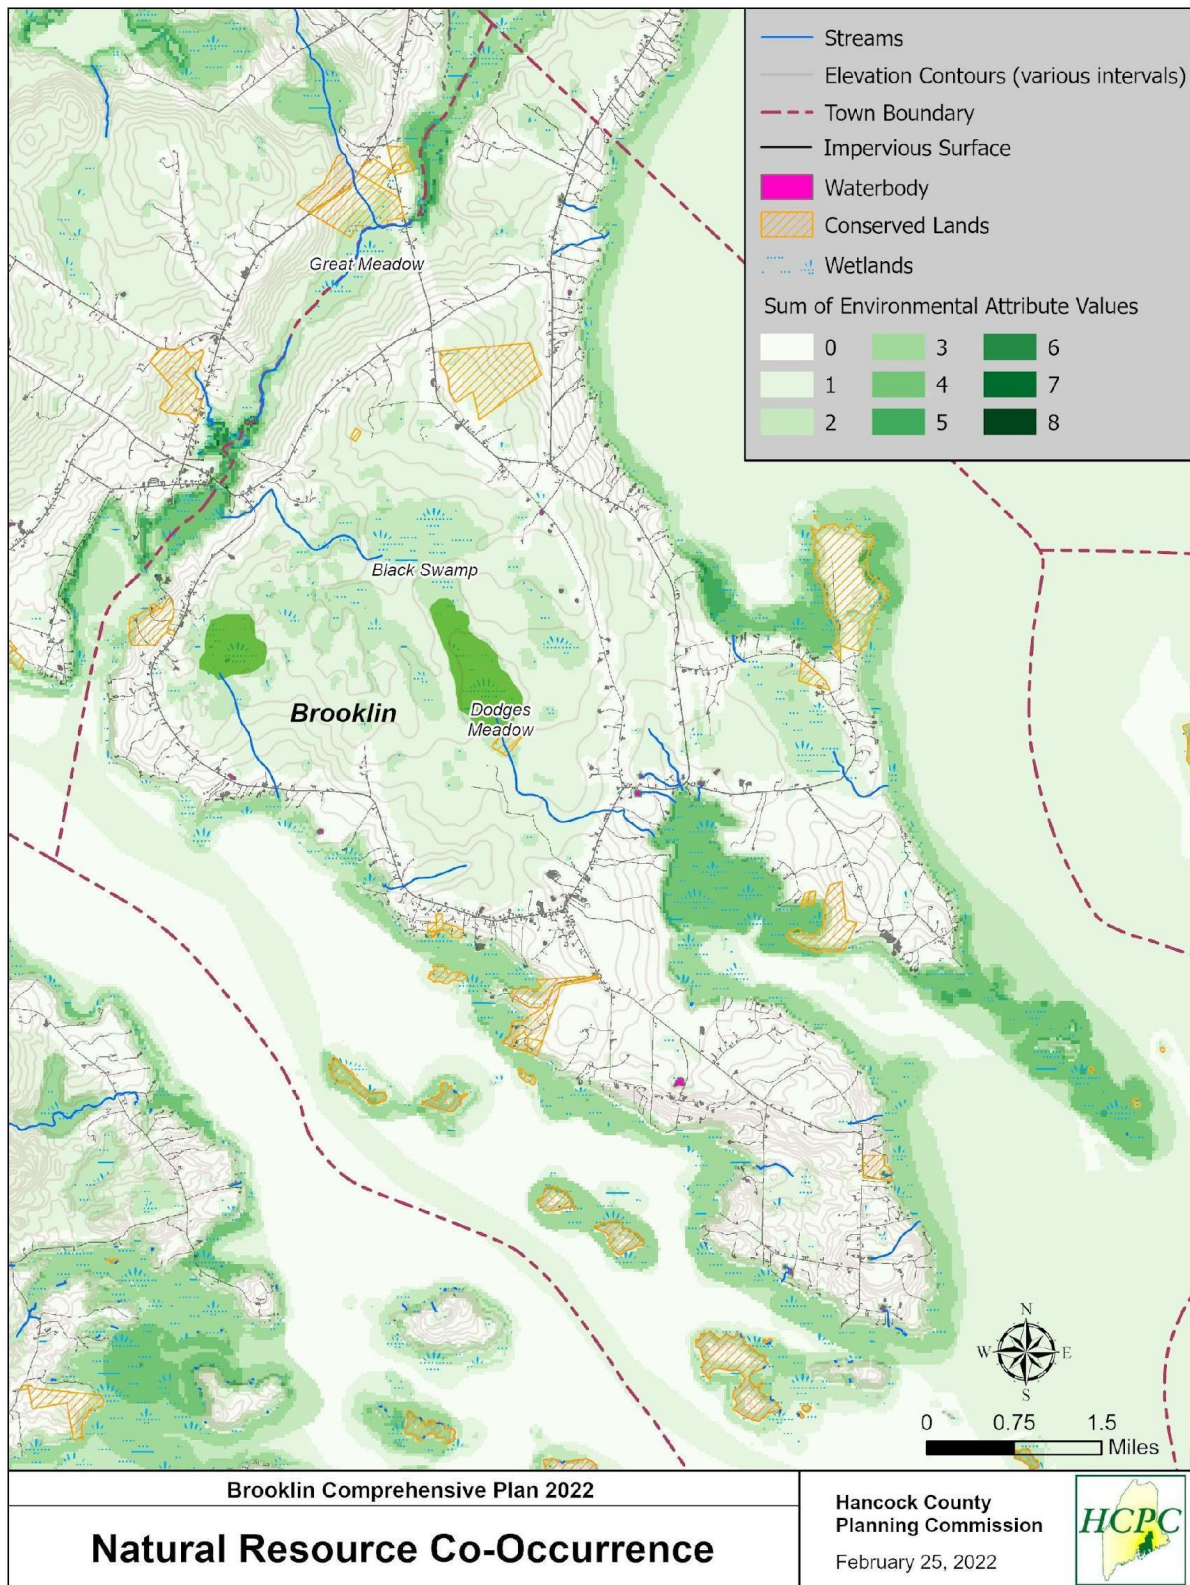 Streams
Elevation Contours (various intervals)
Town Boundary
Impervious Surface
Waterbody
Conserved Lands
Wetlands
Sum of Environmental Attribute Values
0 3 6
1 4 7
2 5 8
Great Meadow
Black Swamp
Brooklin
Dodges
Meadow
N
W E
S
0 0.75 1.5
Miles
Brooklin Comprehensive Plan 2022
Natural Resource Co-Occurrence
Hancock County
Planning Commission
February 25, 2022
HCPC